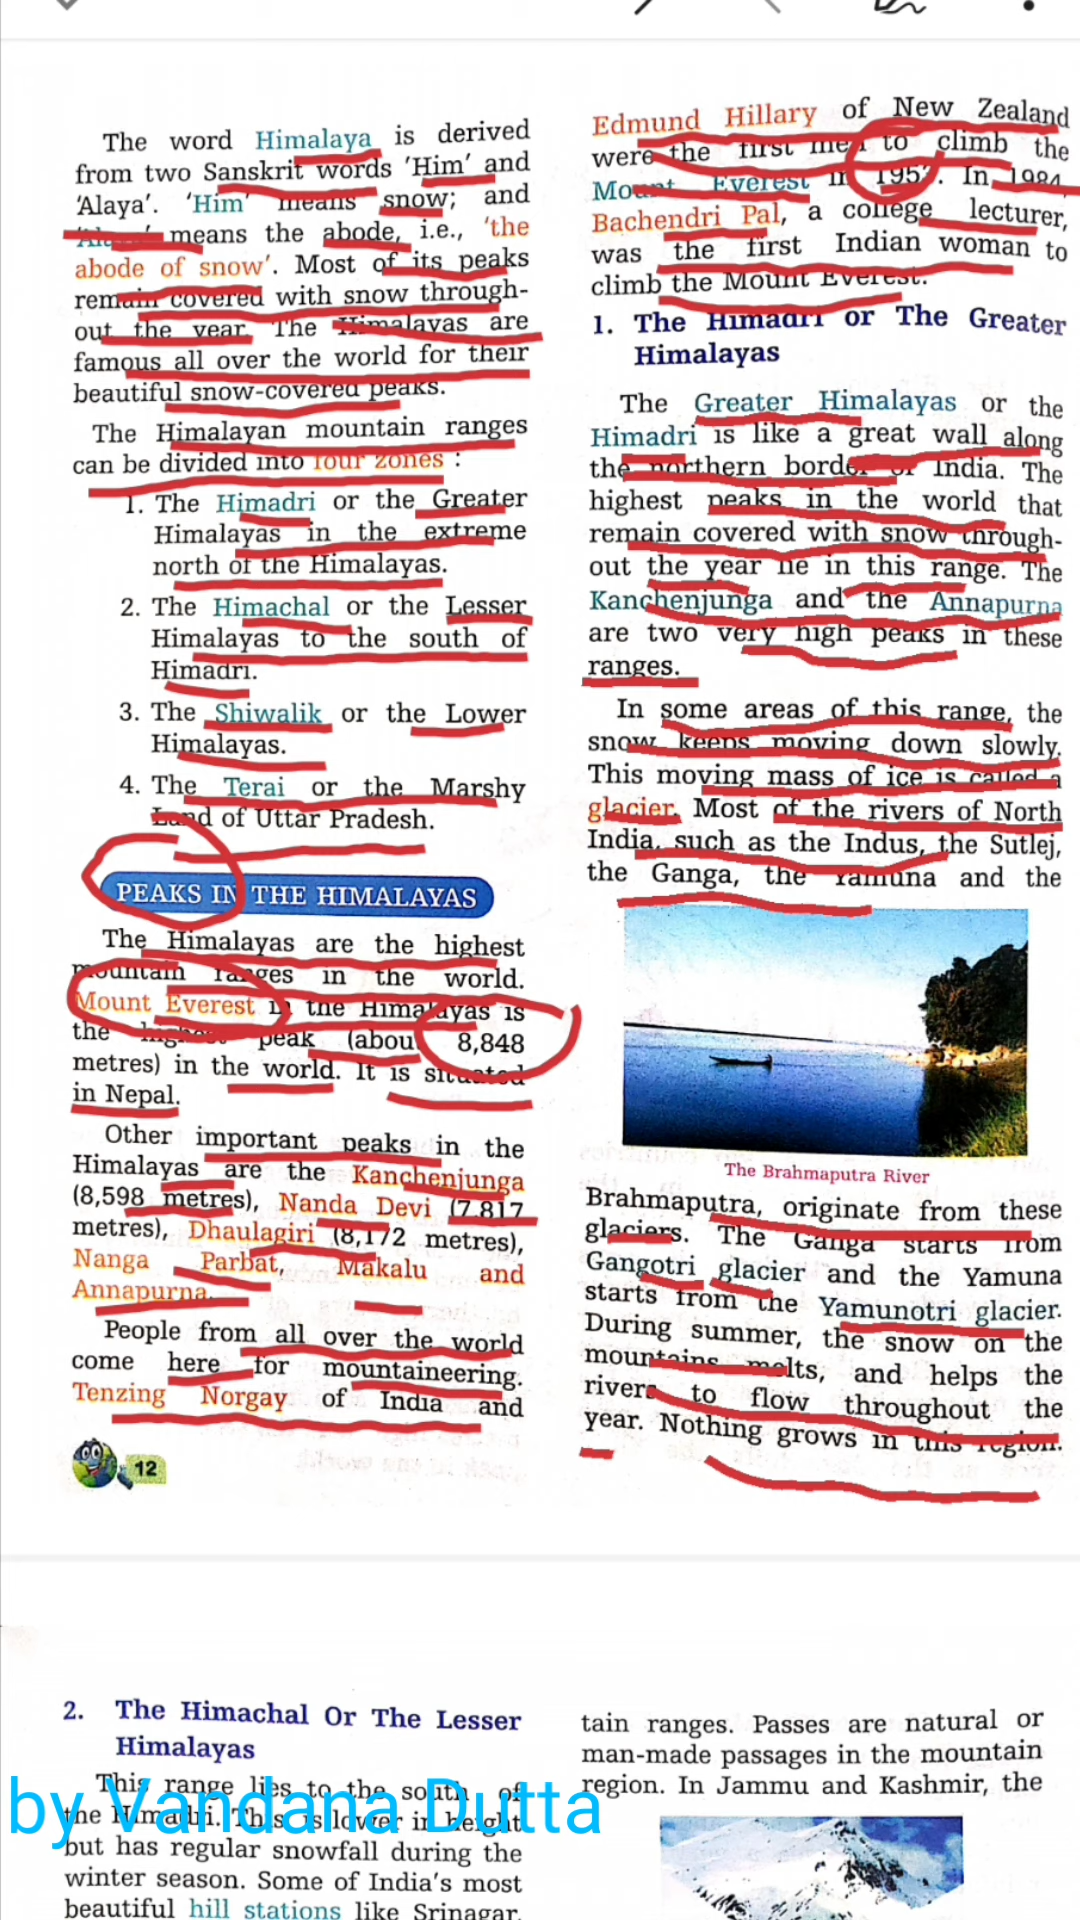 The word Himalaya is derived
from two Sanskrit words 'Him' and
'Alaya'. 'Him' means snow; and
means the abode, i.e., 'the
abode of snow'. Most of its peaks
remain covered with snow through-
out the year. The Himalayas are
famous all over the world for their
beautiful snow-covered peaks.
The Himalayan mountain ranges
can be divided into four zones :
1. The Himadri or the Greater
Himalayas in the extreme
north of the Himalayas.
2. The Himachal or the Lesser
Himalayas to the south of
Himadri.
3. The Shiwalik or the Lower
Himalayas.
4. The Terai or the Marshy
Land of Uttar Pradesh.
PEAKS IN THE HIMALAYAS
The Himalayas are the highest
mountain ranges in the world.
Mount Everest in the Himalayas is
the highest peak (about 8,848
metres) in the world. It is situated
in Nepal.
Other important peaks in the
Himalayas are the Kanchenjunga
(8,598 metres), Nanda Devi (7,817
metres), Dhaulagiri (8,172 metres),
Nanga Parbat, Makalu and
Annapurna.
People from all over the world
come here for mountaineering.
Tenzing Norgay of India and
12
Edmund Hillary of New Zealand
were the first men to climb the
Mount Everest in . In 1984,
Bachendri Pal, a college lecturer,
was the first Indian woman to
climb the Mount Everest.
1. The Himadri or The Greater
Himalayas
The Greater Himalayas or the
Himadri is like a great wall along
the northern border of India. The
highest peaks in the world that
remain covered with snow through-
out the year lie in this range. The
Kanchenjunga and the Annapurna
are two very high peaks in these
ranges.
In some areas of this range, the
snow keeps moving down slowly.
This moving mass of ice is called a
glacier. Most of the rivers of North
India, such as the Indus, the Sutlej,
the Ganga, the Yamuna and the
The Brahmaputra River
Brahmaputra, originate from these
glaciers. The Ganga starts from
Gangotri glacier and the Yamuna
starts from the Yamunotri glacier.
During summer, the snow on the
mountains melts, and helps the
rivers to flow throughout the
year. Nothing grows in this region.
2. The Himachal Or The Lesser
Himalayas
This range lies to the south of
the Himadri. This is lower in height
but has regular snowfall during the
winter season. Some of India's most
beautiful hill stations like Srinagar,
by Vandana Dutta
tain ranges. Passes are natural or
man-made passages in the mountain
region. In Jammu and Kashmir, the